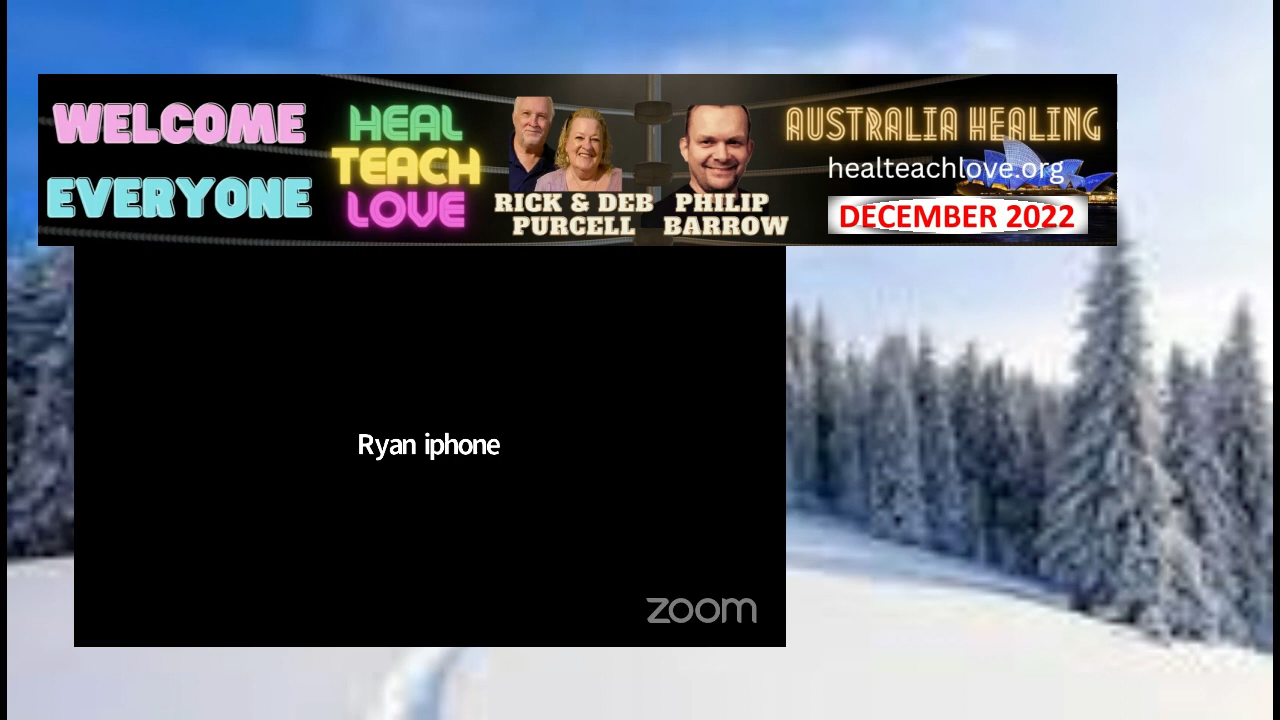 WELCOME
EVERYONE
HEAL
TEACH
LOVE
RICK & DEB
PURCELL
PHILIP
BARROW
AUSTRALIA HEALING
healteachlove.org
DECEMBER 2022
Ryan iphone
zoom